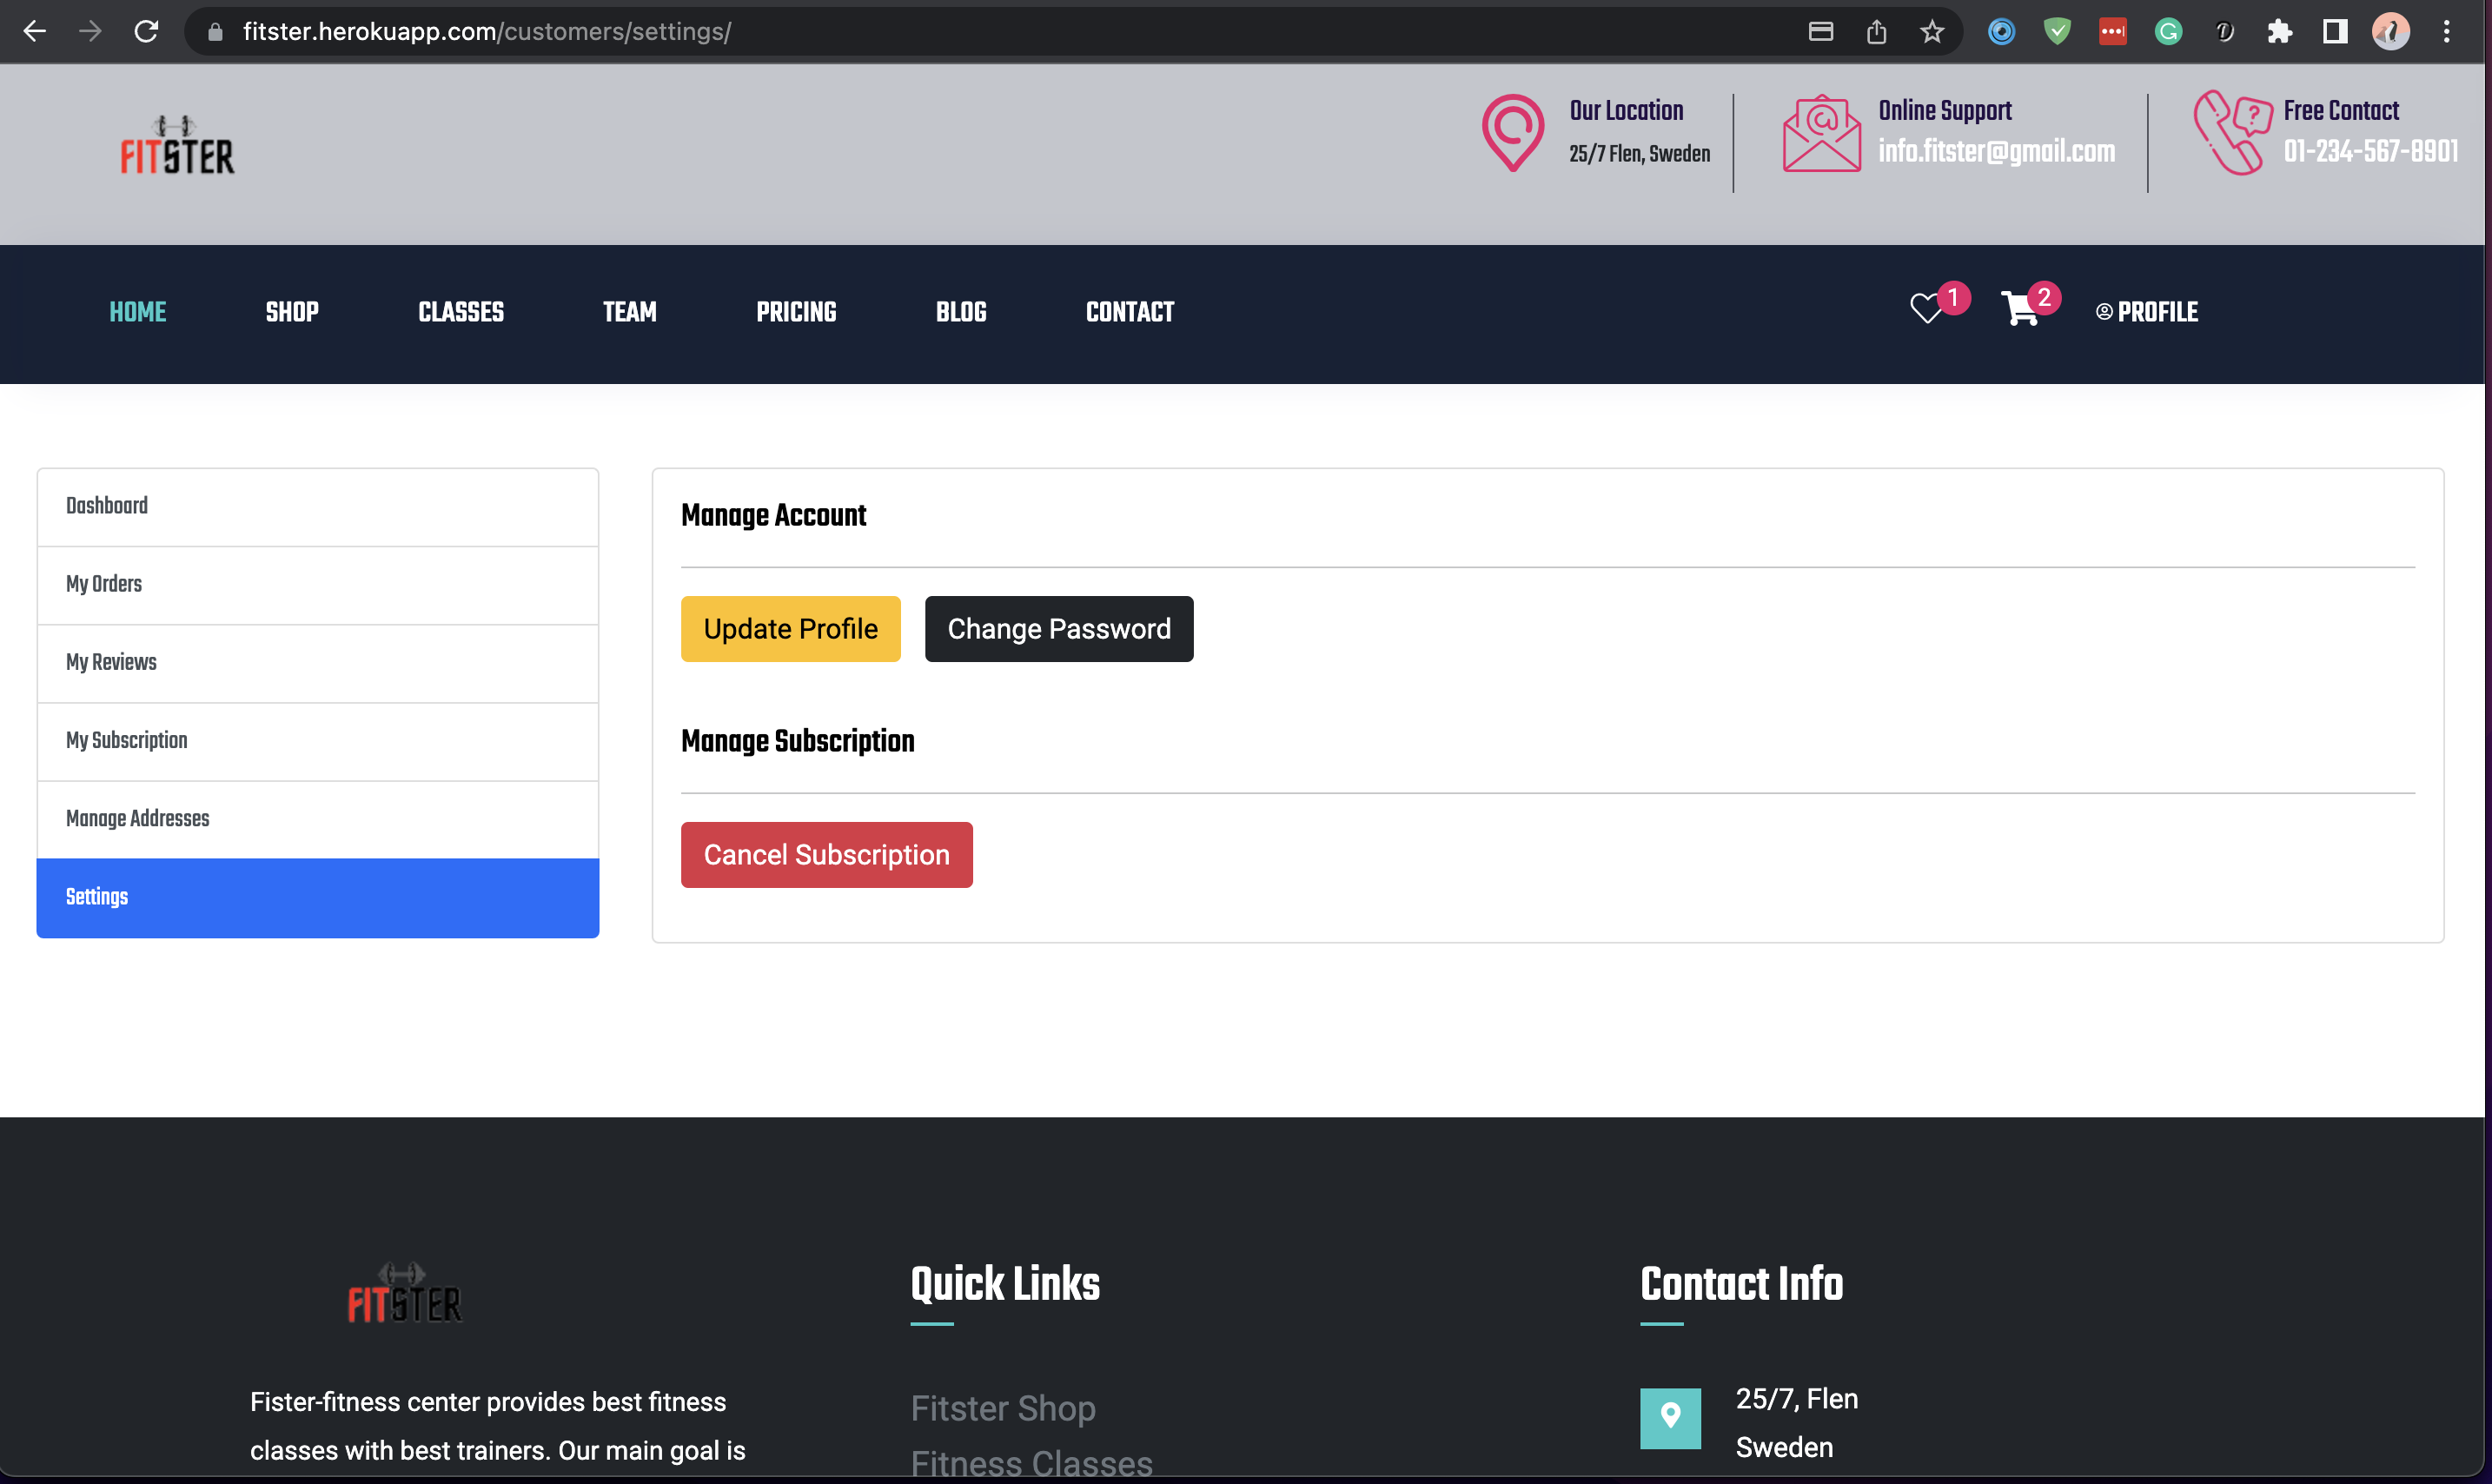 fitster.herokuapp.com/customers/settings/
FITSTER
Our Location
25/7 Flen, Sweden
Online Support
info.fitster@gmail.com
Free Contact
01-234-567-8901
HOME SHOP CLASSES TEAM PRICING BLOG CONTACT 1 2 PROFILE
Dashboard
My Orders
My Reviews
My Subscription
Manage Addresses
Settings
Manage Account
Update Profile Change Password
Manage Subscription
Cancel Subscription
FITSTER
Fister-fitness center provides best fitness
classes with best trainers. Our main goal is
Quick Links
Fitster Shop
Fitness Classes
Contact Info
25/7, Flen
Sweden